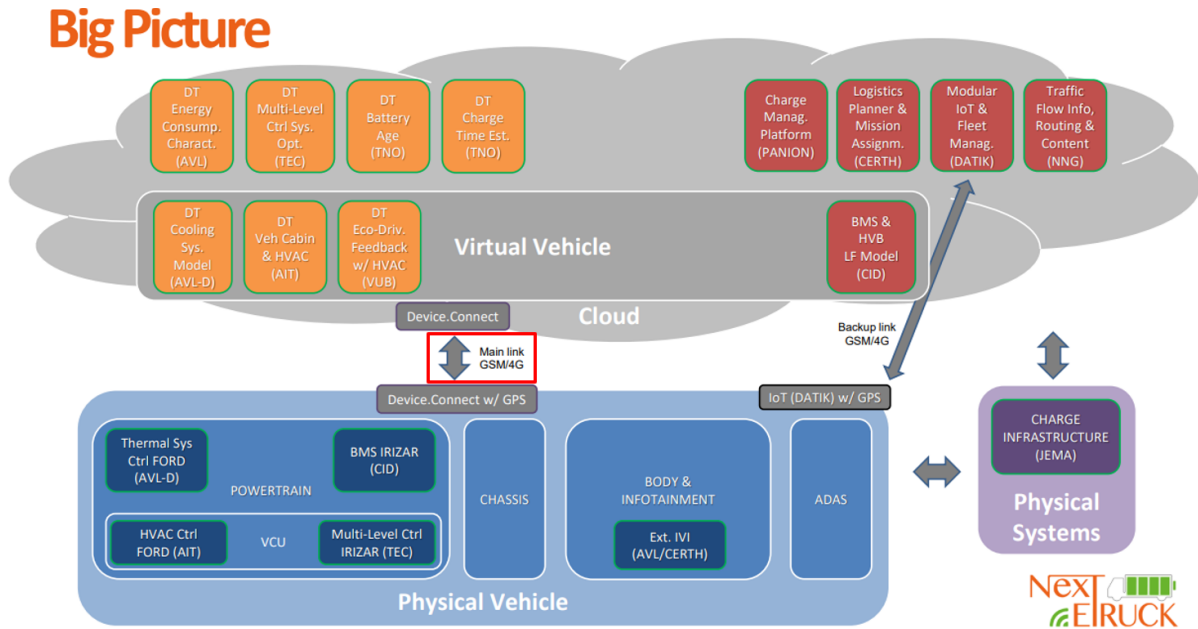 Big Picture
DT
Energy
Consump.
Charact.
(AVL)
DT
Multi-Level
Ctrl Sys.
Opt.
(TEC)
DT
Battery
Age
(TNO)
DT
Charge
Time Est.
(TNO)
Charge
Manag.
Platform
(PANION)
Logistics
Planner &
Mission
Assignm.
(CERTH)
Modular
IoT &
Fleet
Manag.
(DATIK)
Traffic
Flow Info,
Routing &
Content
(NNG)
DT
Cooling
Sys.
Model
(AVL-D)
DT
Veh Cabin
& HVAC
(AIT)
DT
Eco-Driv.
Feedback
w/ HVAC
(VUB)
Virtual Vehicle
BMS &
HVB
LF Model
(CID)
Device.Connect
Cloud
Main link
GSM/4G
Backup link
GSM/4G
Device.Connect w/ GPS
IoT (DATIK) w/ GPS
Thermal Sys
Ctrl FORD
(AVL-D)
BMS IRIZAR
(CID)
POWERTRAIN
HVAC Ctrl
FORD (AIT)
VCU
Multi-Level Ctrl
IRIZAR (TEC)
CHASSIS
BODY &
INFOTAINMENT
Ext. IVI
(AVL/CERTH)
ADAS
Physical Vehicle
CHARGE
INFRASTRUCTURE
(JEMA)
Physical
Systems
NEXT
ETRUCK